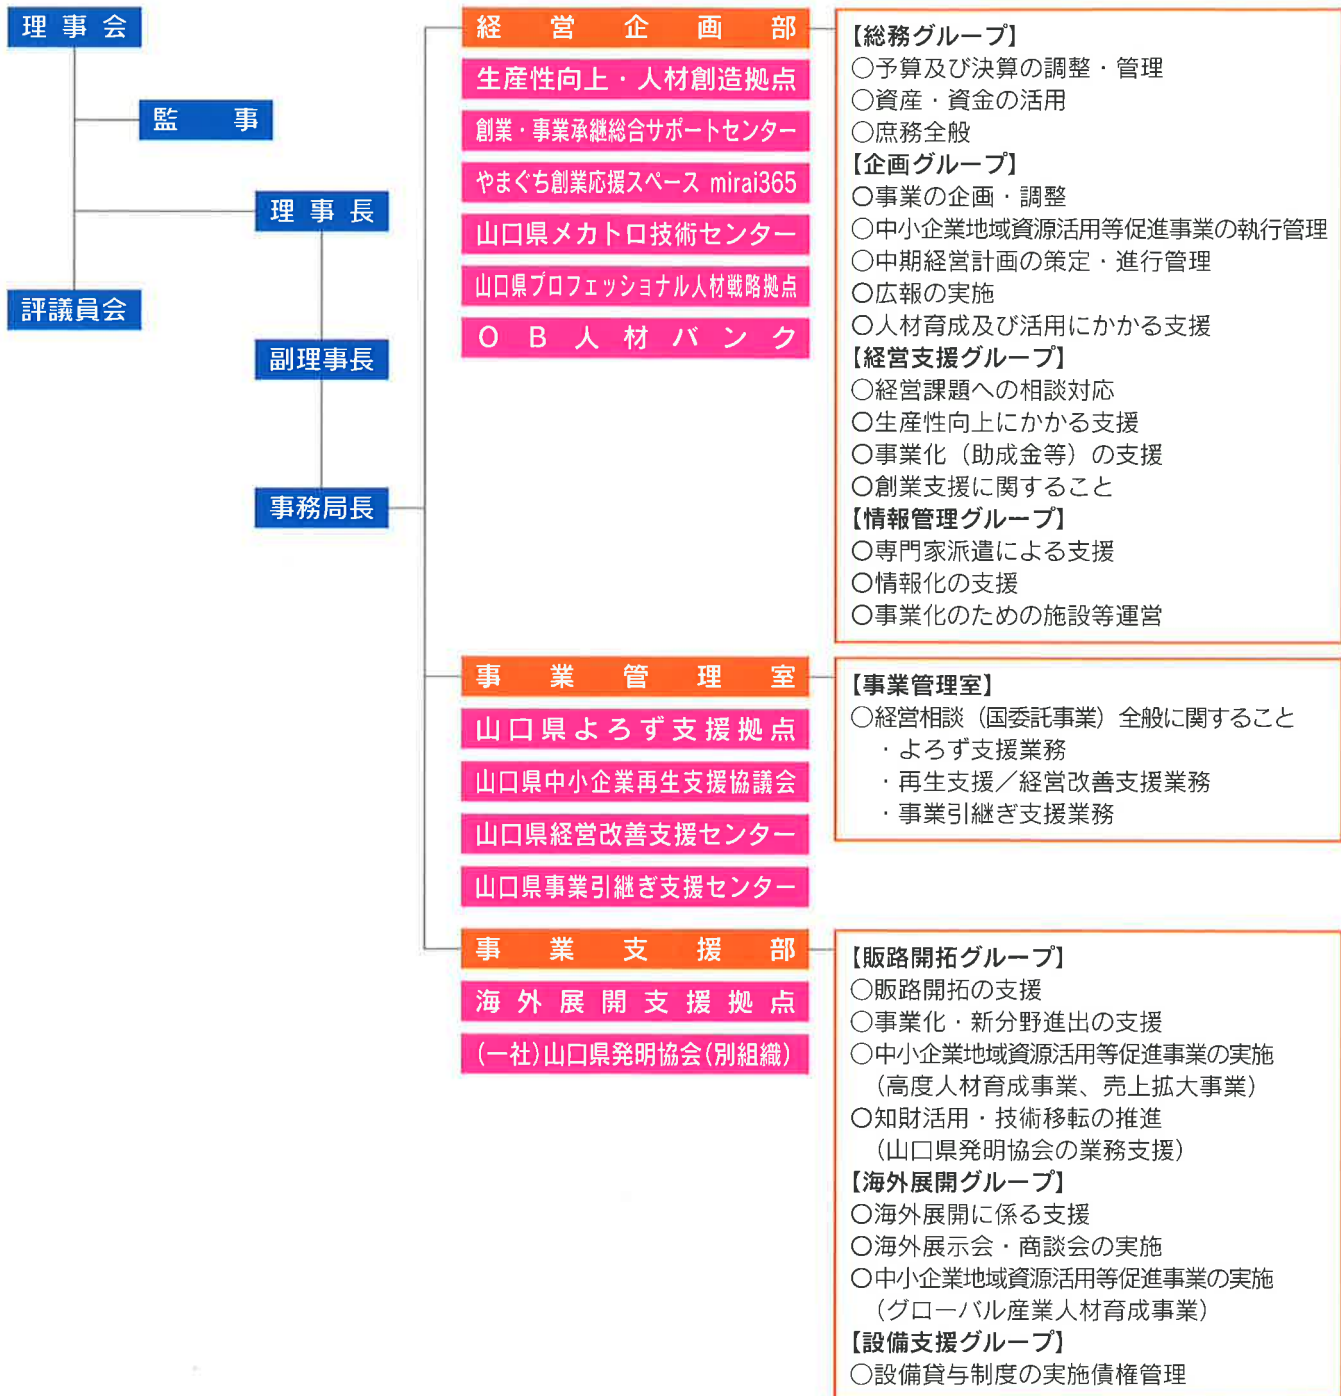 理事会
監事
理事長
評議員会
副理事長
事務局長
経営企画部
生産性向上・人材創造拠点
創業・事業承継総合サポートセンター
やまぐち創業応援スペース mirai365
山口県メカトロ技術センター
山口県プロフェッショナル人材戦略拠点
OB人材バンク
【総務グループ】
○予算及び決算の調整・管理
○資産・資金の活用
○庶務全般
【企画グループ】
○事業の企画・調整
○中小企業地域資源活用等促進事業の執行管理
○中期経営計画の策定・進行管理
○広報の実施
○人材育成及び活用にかかる支援
【経営支援グループ】
○経営課題への相談対応
○生産性向上にかかる支援
○事業化（助成金等）の支援
○創業支援に関すること
【情報管理グループ】
○専門家派遣による支援
○情報化の支援
○事業化のための施設等運営
事業管理室
山口県よろず支援拠点
山口県中小企業再生支援協議会
山口県経営改善支援センター
山口県事業引継ぎ支援センター
【事業管理室】
○経営相談（国委託事業）全般に関すること
・よろず支援業務
・再生支援／経営改善支援業務
・事業引継ぎ支援業務
事業支援部
海外展開支援拠点
(一社)山口県発明協会(別組織)
【販路開拓グループ】
○販路開拓の支援
○事業化・新分野進出の支援
○中小企業地域資源活用等促進事業の実施
（高度人材育成事業、売上拡大事業）
○知財活用・技術移転の推進
（山口県発明協会の業務支援）
【海外展開グループ】
○海外展開に係る支援
○海外展示会・商談会の実施
○中小企業地域資源活用等促進事業の実施
（グローバル産業人材育成事業）
【設備支援グループ】
○設備貸与制度の実施債権管理